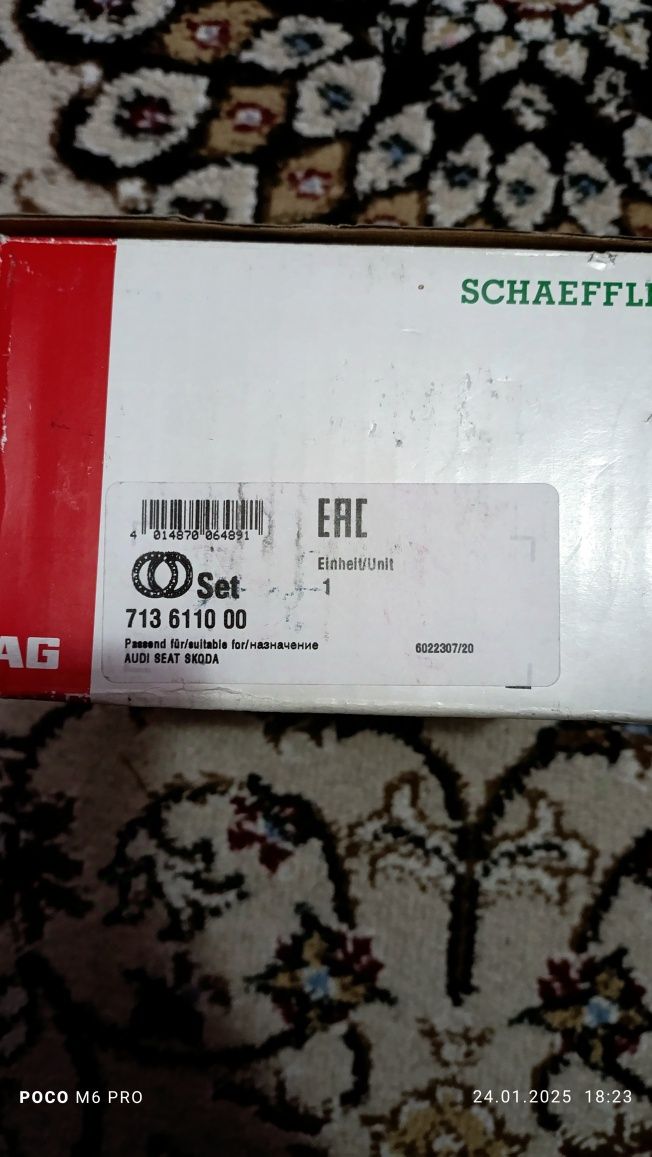 SCHAEFFL
4 014870 064891
EAC
Einheit/Unit
Set 1
713 6110 00
Passend für/suitable for/назначение
6022307/20
AUDI SEAT SKODA
AG
POCO M6 PRO
24.01.2025 18:23